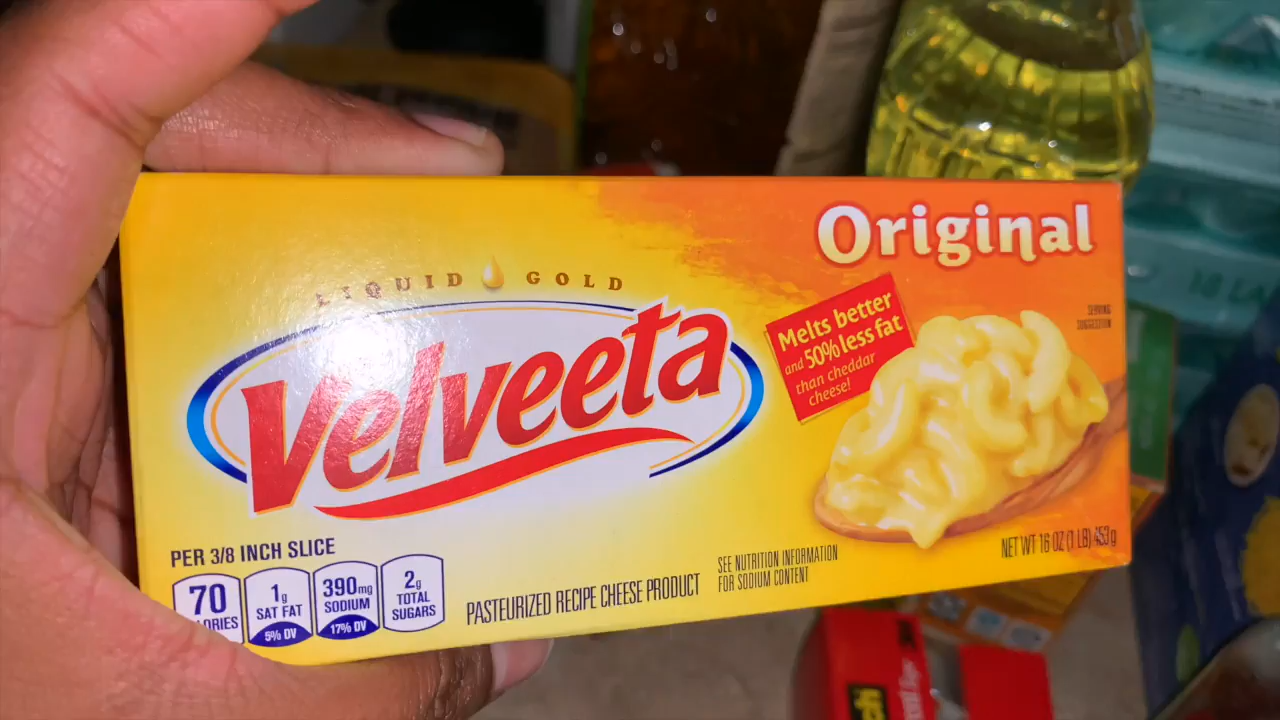 Original
LIQUID GOLD
Velveeta
Melts better
and 50% less fat
than cheddar
cheese!
SERVING
SUGGESTION
PER 3/8 INCH SLICE
70
ORIES
1g
SAT FAT
5% DV
390mg
SODIUM
17% DV
2g
TOTAL
SUGARS
PASTEURIZED RECIPE CHEESE PRODUCT
SEE NUTRITION INFORMATION
FOR SODIUM CONTENT
NET WT 16 OZ (1 LB) 453g